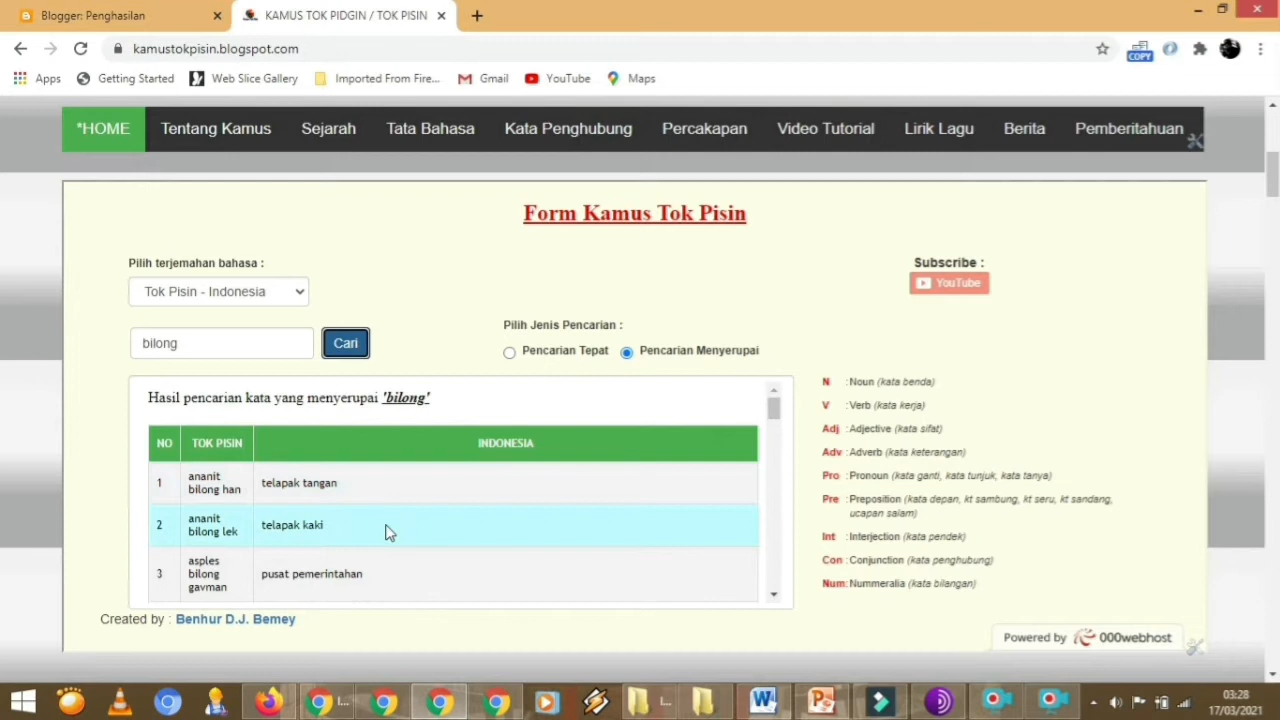 Blogger: Penghasilan
KAMUS TOK PIDGIN / TOK PISIN
kamustokpisin.blogspot.com
COPY
Apps
Getting Started
Web Slice Gallery
Imported From Fire...
Gmail
YouTube
Maps
*HOME
Tentang Kamus
Sejarah
Tata Bahasa
Kata Penghubung
Percakapan
Video Tutorial
Lirik Lagu
Berita
Pemberitahuan
Form Kamus Tok Pisin
Pilih terjemahan bahasa :
Tok Pisin - Indonesia
Subscribe :
YouTube
bilong
Cari
Pilih Jenis Pencarian :
Pencarian Tepat
Pencarian Menyerupai
Hasil pencarian kata yang menyerupai 'bilong'
NO TOK PISIN INDONESIA
1 ananit bilong han telapak tangan
2 ananit bilong lek telapak kaki
3 asples bilong gavman pusat pemerintahan
N : Noun (kata benda)
V : Verb (kata kerja)
Adj : Adjective (kata sifat)
Adv : Adverb (kata keterangan)
Pro : Pronoun (kata ganti, kata tunjuk, kata tanya)
Pre : Preposition (kata depan, kt sambung, kt seru, kt sandang,
ucapan salam)
Int : Interjection (kata pendek)
Con : Conjunction (kata penghubung)
Num: Nummeralia (kata bilangan)
Created by : Benhur D.J. Bemey
Powered by 000webhost
03:28
17/03/2021